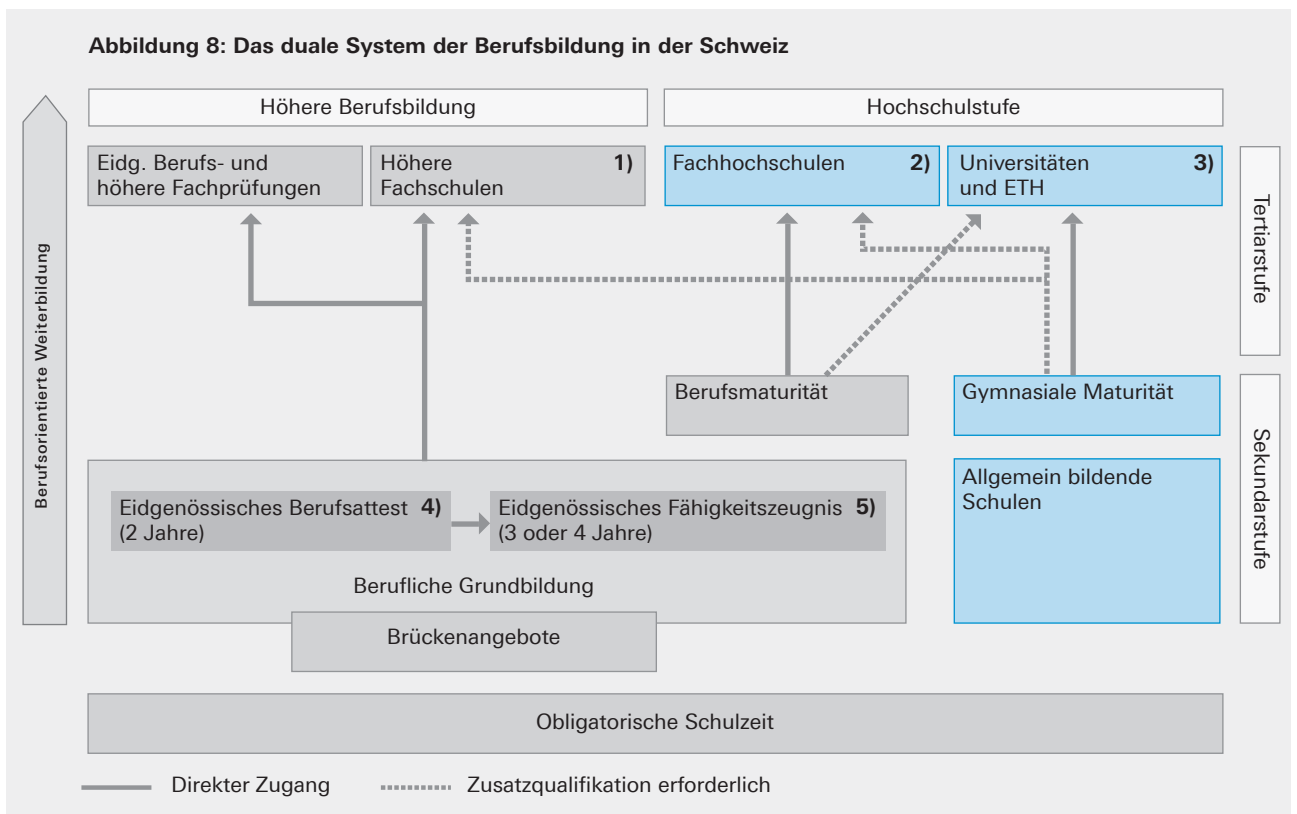 Abbildung 8: Das duale System der Berufsbildung in der Schweiz
Höhere Berufsbildung
Hochschulstufe
Eidg. Berufs- und
höhere Fachprüfungen
Höhere 1)
Fachschulen
Fachhochschulen 2)
Universitäten 3)
und ETH
Tertiarstufe
Berufsorientierte Weiterbildung
Berufsmaturität
Gymnasiale Maturität
Sekundarstufe
Eidgenössisches Berufsattest 4)
(2 Jahre)
Eidgenössisches Fähigkeitszeugnis 5)
(3 oder 4 Jahre)
Allgemein bildende
Schulen
Berufliche Grundbildung
Brückenangebote
Obligatorische Schulzeit
Direkter Zugang
Zusatzqualifikation erforderlich